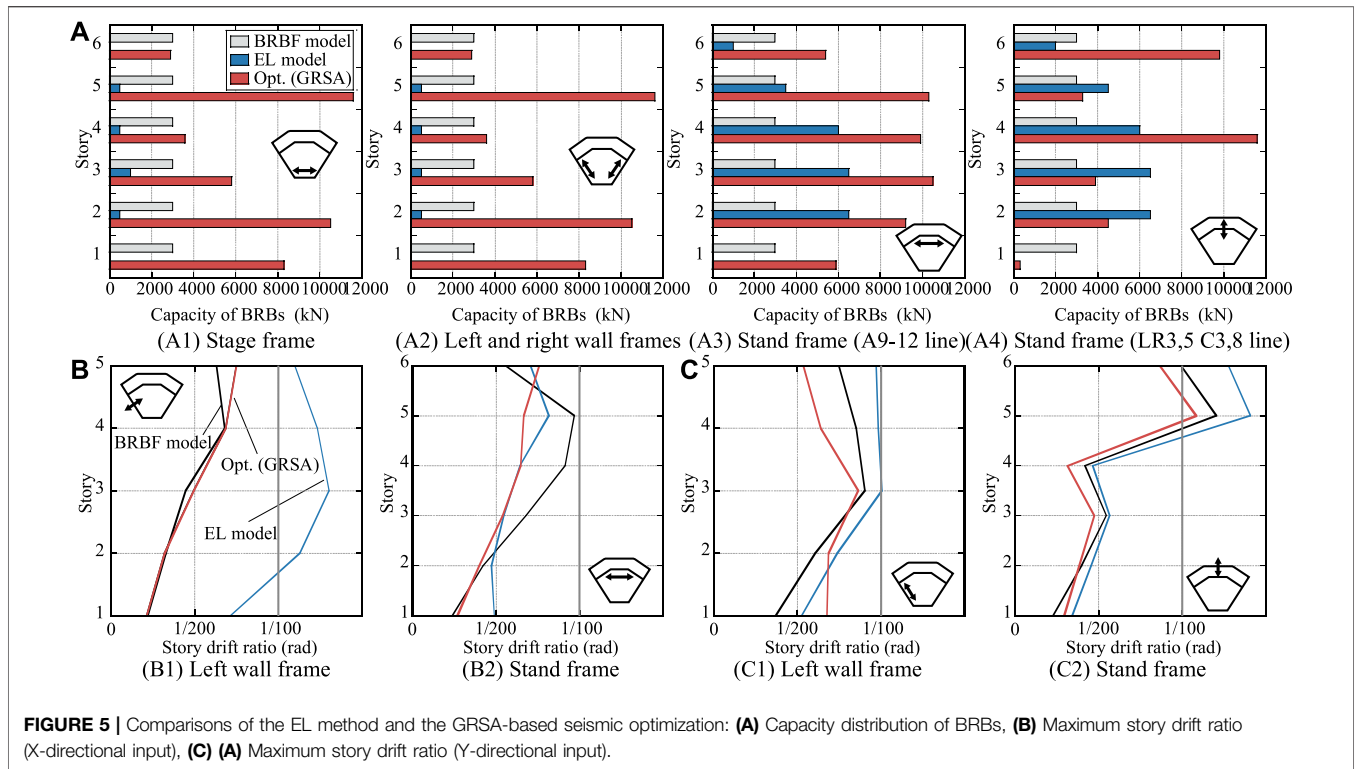 A
BRBF model
EL model
Opt. (GRSA)
Story
6
5
4
3
2
1
0 2000 4000 6000 8000 10000 12000
Capacity of BRBs (kN)
(A1) Stage frame
Story
6
5
4
3
2
1
0 2000 4000 6000 8000 10000 12000
Capacity of BRBs (kN)
(A2) Left and right wall frames
Story
6
5
4
3
2
1
0 2000 4000 6000 8000 10000 12000
Capacity of BRBs (kN)
(A3) Stand frame (A9-12 line)
Story
6
5
4
3
2
1
0 2000 4000 6000 8000 10000 12000
Capacity of BRBs (kN)
(A4) Stand frame (LR3,5 C3,8 line)
B
Story
5
4
3
2
1
BRBF model
Opt. (GRSA)
EL model
0 1/200 1/100
Story drift ratio (rad)
(B1) Left wall frame
Story
6
5
4
3
2
1
0 1/200 1/100
Story drift ratio (rad)
(B2) Stand frame
C
Story
5
4
3
2
1
0 1/200 1/100
Story drift ratio (rad)
(C1) Left wall frame
Story
6
5
4
3
2
1
0 1/200 1/100
Story drift ratio (rad)
(C2) Stand frame
FIGURE 5 | Comparisons of the EL method and the GRSA-based seismic optimization: (A) Capacity distribution of BRBs, (B) Maximum story drift ratio
(X-directional input), (C) (A) Maximum story drift ratio (Y-directional input).